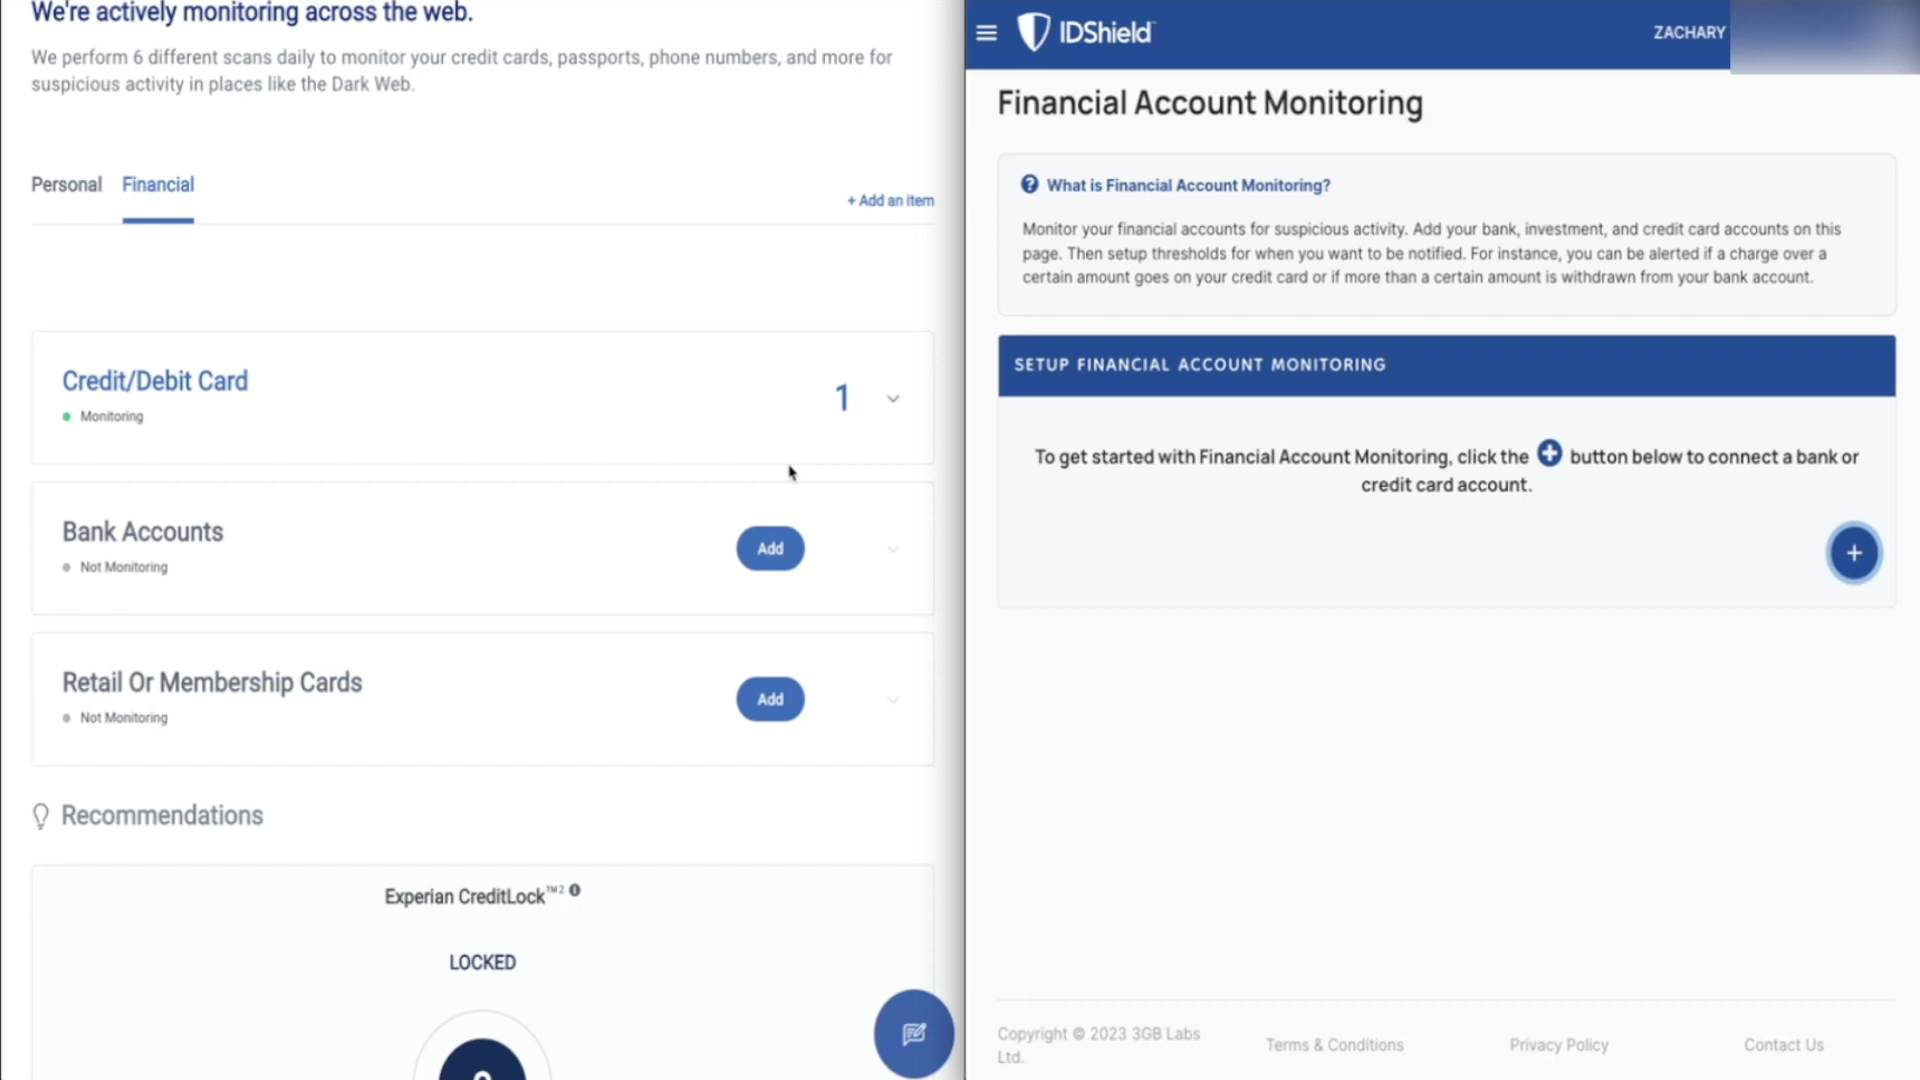 We're actively monitoring across the web.
We perform 6 different scans daily to monitor your credit cards, passports, phone numbers, and more for
suspicious activity in places like the Dark Web.
Personal
Financial
+ Add an item
Credit/Debit Card
Monitoring
1
Bank Accounts
Not Monitoring
Add
Retail Or Membership Cards
Not Monitoring
Add
Recommendations
Experian CreditLock™2
LOCKED
IDShield
ZACHARY
Financial Account Monitoring
What is Financial Account Monitoring?
Monitor your financial accounts for suspicious activity. Add your bank, investment, and credit card accounts on this
page. Then setup thresholds for when you want to be notified. For instance, you can be alerted if a charge over a
certain amount goes on your credit card or if more than a certain amount is withdrawn from your bank account.
SETUP FINANCIAL ACCOUNT MONITORING
To get started with Financial Account Monitoring, click the + button below to connect a bank or
credit card account.
+
Copyright © 2023 3GB Labs
Ltd.
Terms & Conditions
Privacy Policy
Contact Us